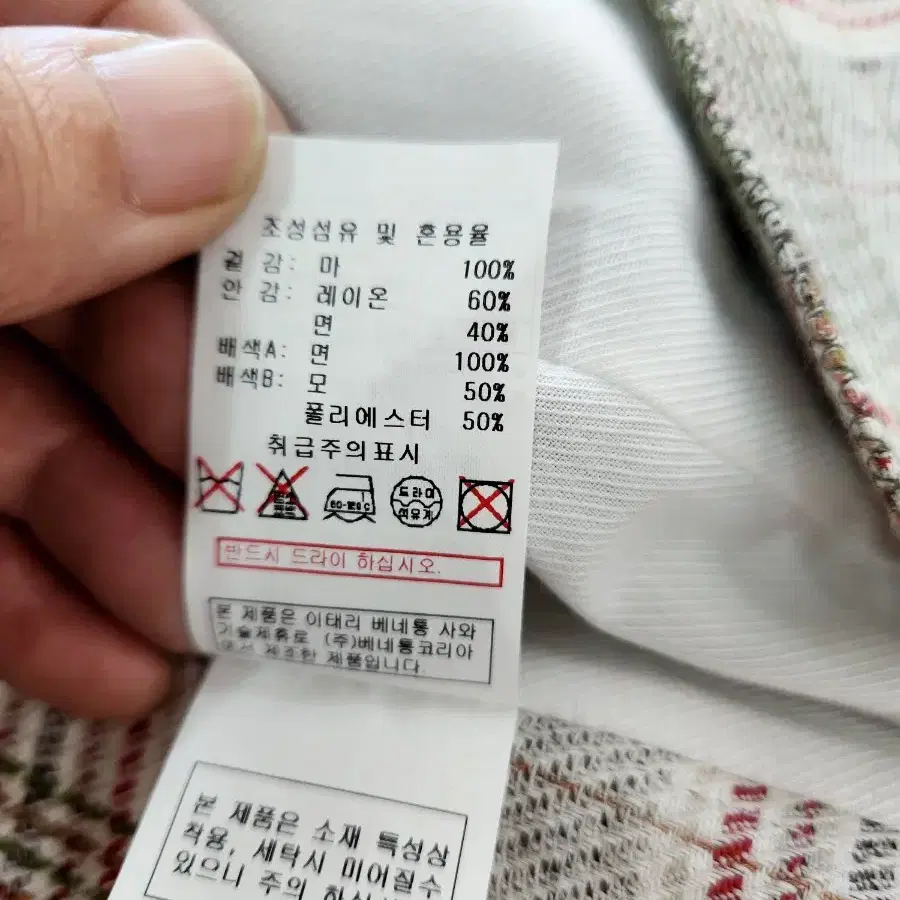 조성섬유 및 혼용율
겉 감: 마 100%
안 감: 레이온 60%
면 40%
배색A: 면 100%
배색B: 모 50%
폴리에스터 50%
취급주의표시
드라이
석유계
반드시 드라이 하십시오.
본 제품은 이태리 베네통 사와
기술제휴로 (주)베네통코리아
에서 제조한 제품입니다.
본 제품은 소재 특성상
착용, 세탁시 미어질수
있으니 주의